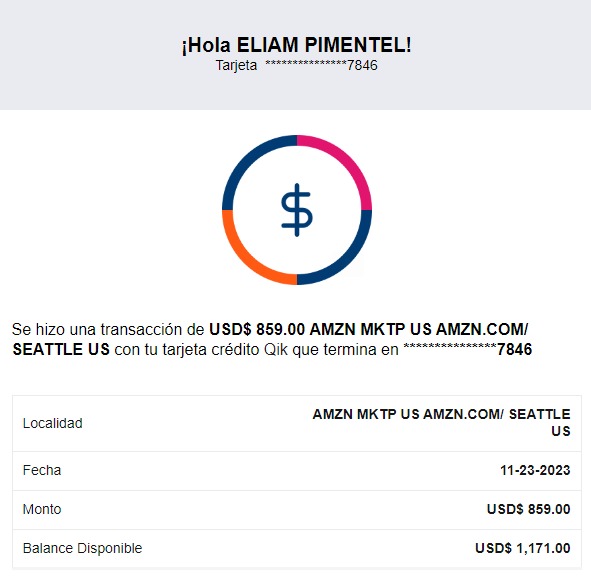 ¡Hola ELIAM PIMENTEL!
Tarjeta ***************7846
$
Se hizo una transacción de USD$ 859.00 AMZN MKTP US AMZN.COM/
SEATTLE US con tu tarjeta crédito Qik que termina en ***************7846
Localidad
AMZN MKTP US AMZN.COM/ SEATTLE
US
Fecha
11-23-2023
Monto
USD$ 859.00
Balance Disponible
USD$ 1,171.00